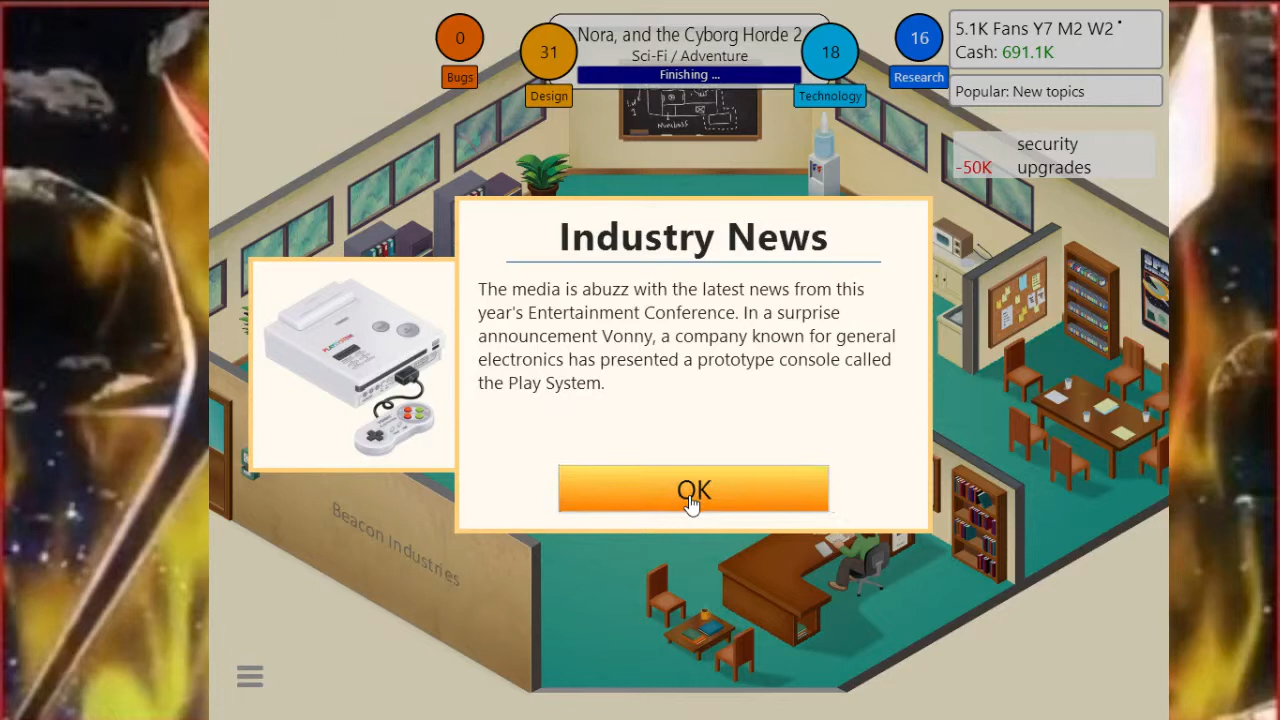 0
Bugs
31
Design
Nora, and the Cyborg Horde 2
Sci-Fi / Adventure
Finishing ...
18
Technology
16
Research
5.1K Fans Y7 M2 W2
Cash: 691.1K
Popular: New topics
-50K security
upgrades
Industry News
The media is abuzz with the latest news from this
year's Entertainment Conference. In a surprise
announcement Vonny, a company known for general
electronics has presented a prototype console called
the Play System.
OK
Beacon Industries